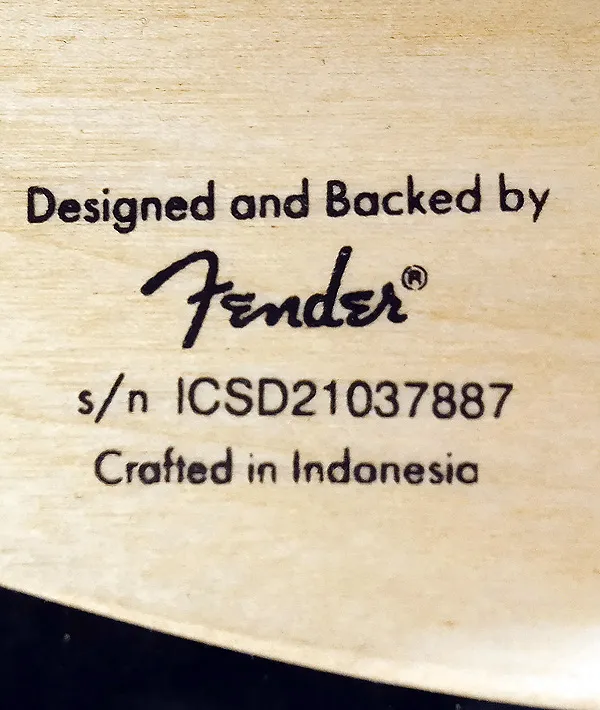 Designed and Backed by
Fender®
s/n ICSD21037887
Crafted in Indonesia